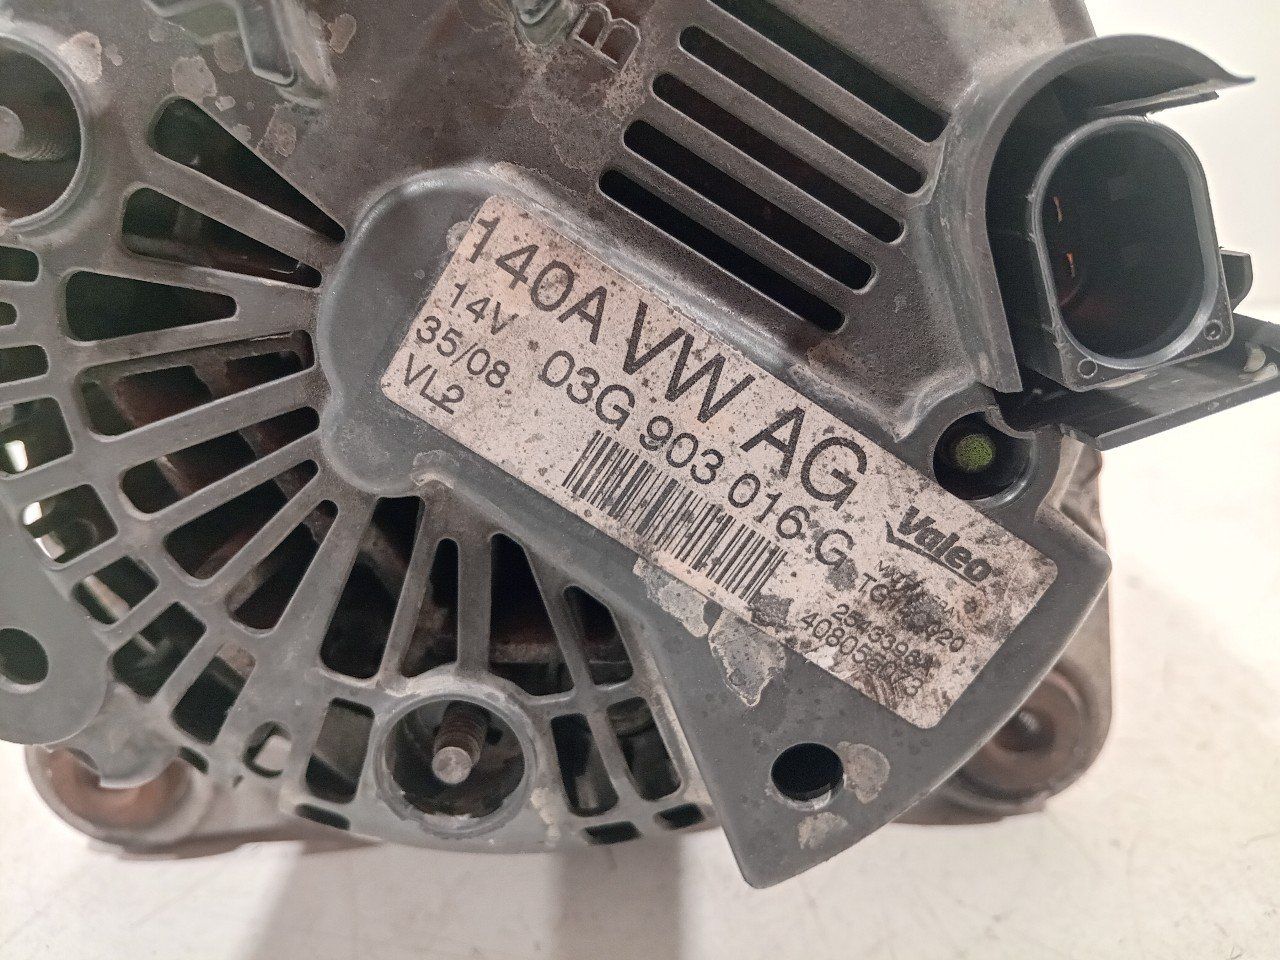 B
140A VW AG
14V 03G 903 016 G
35/08
VL2
Valeo